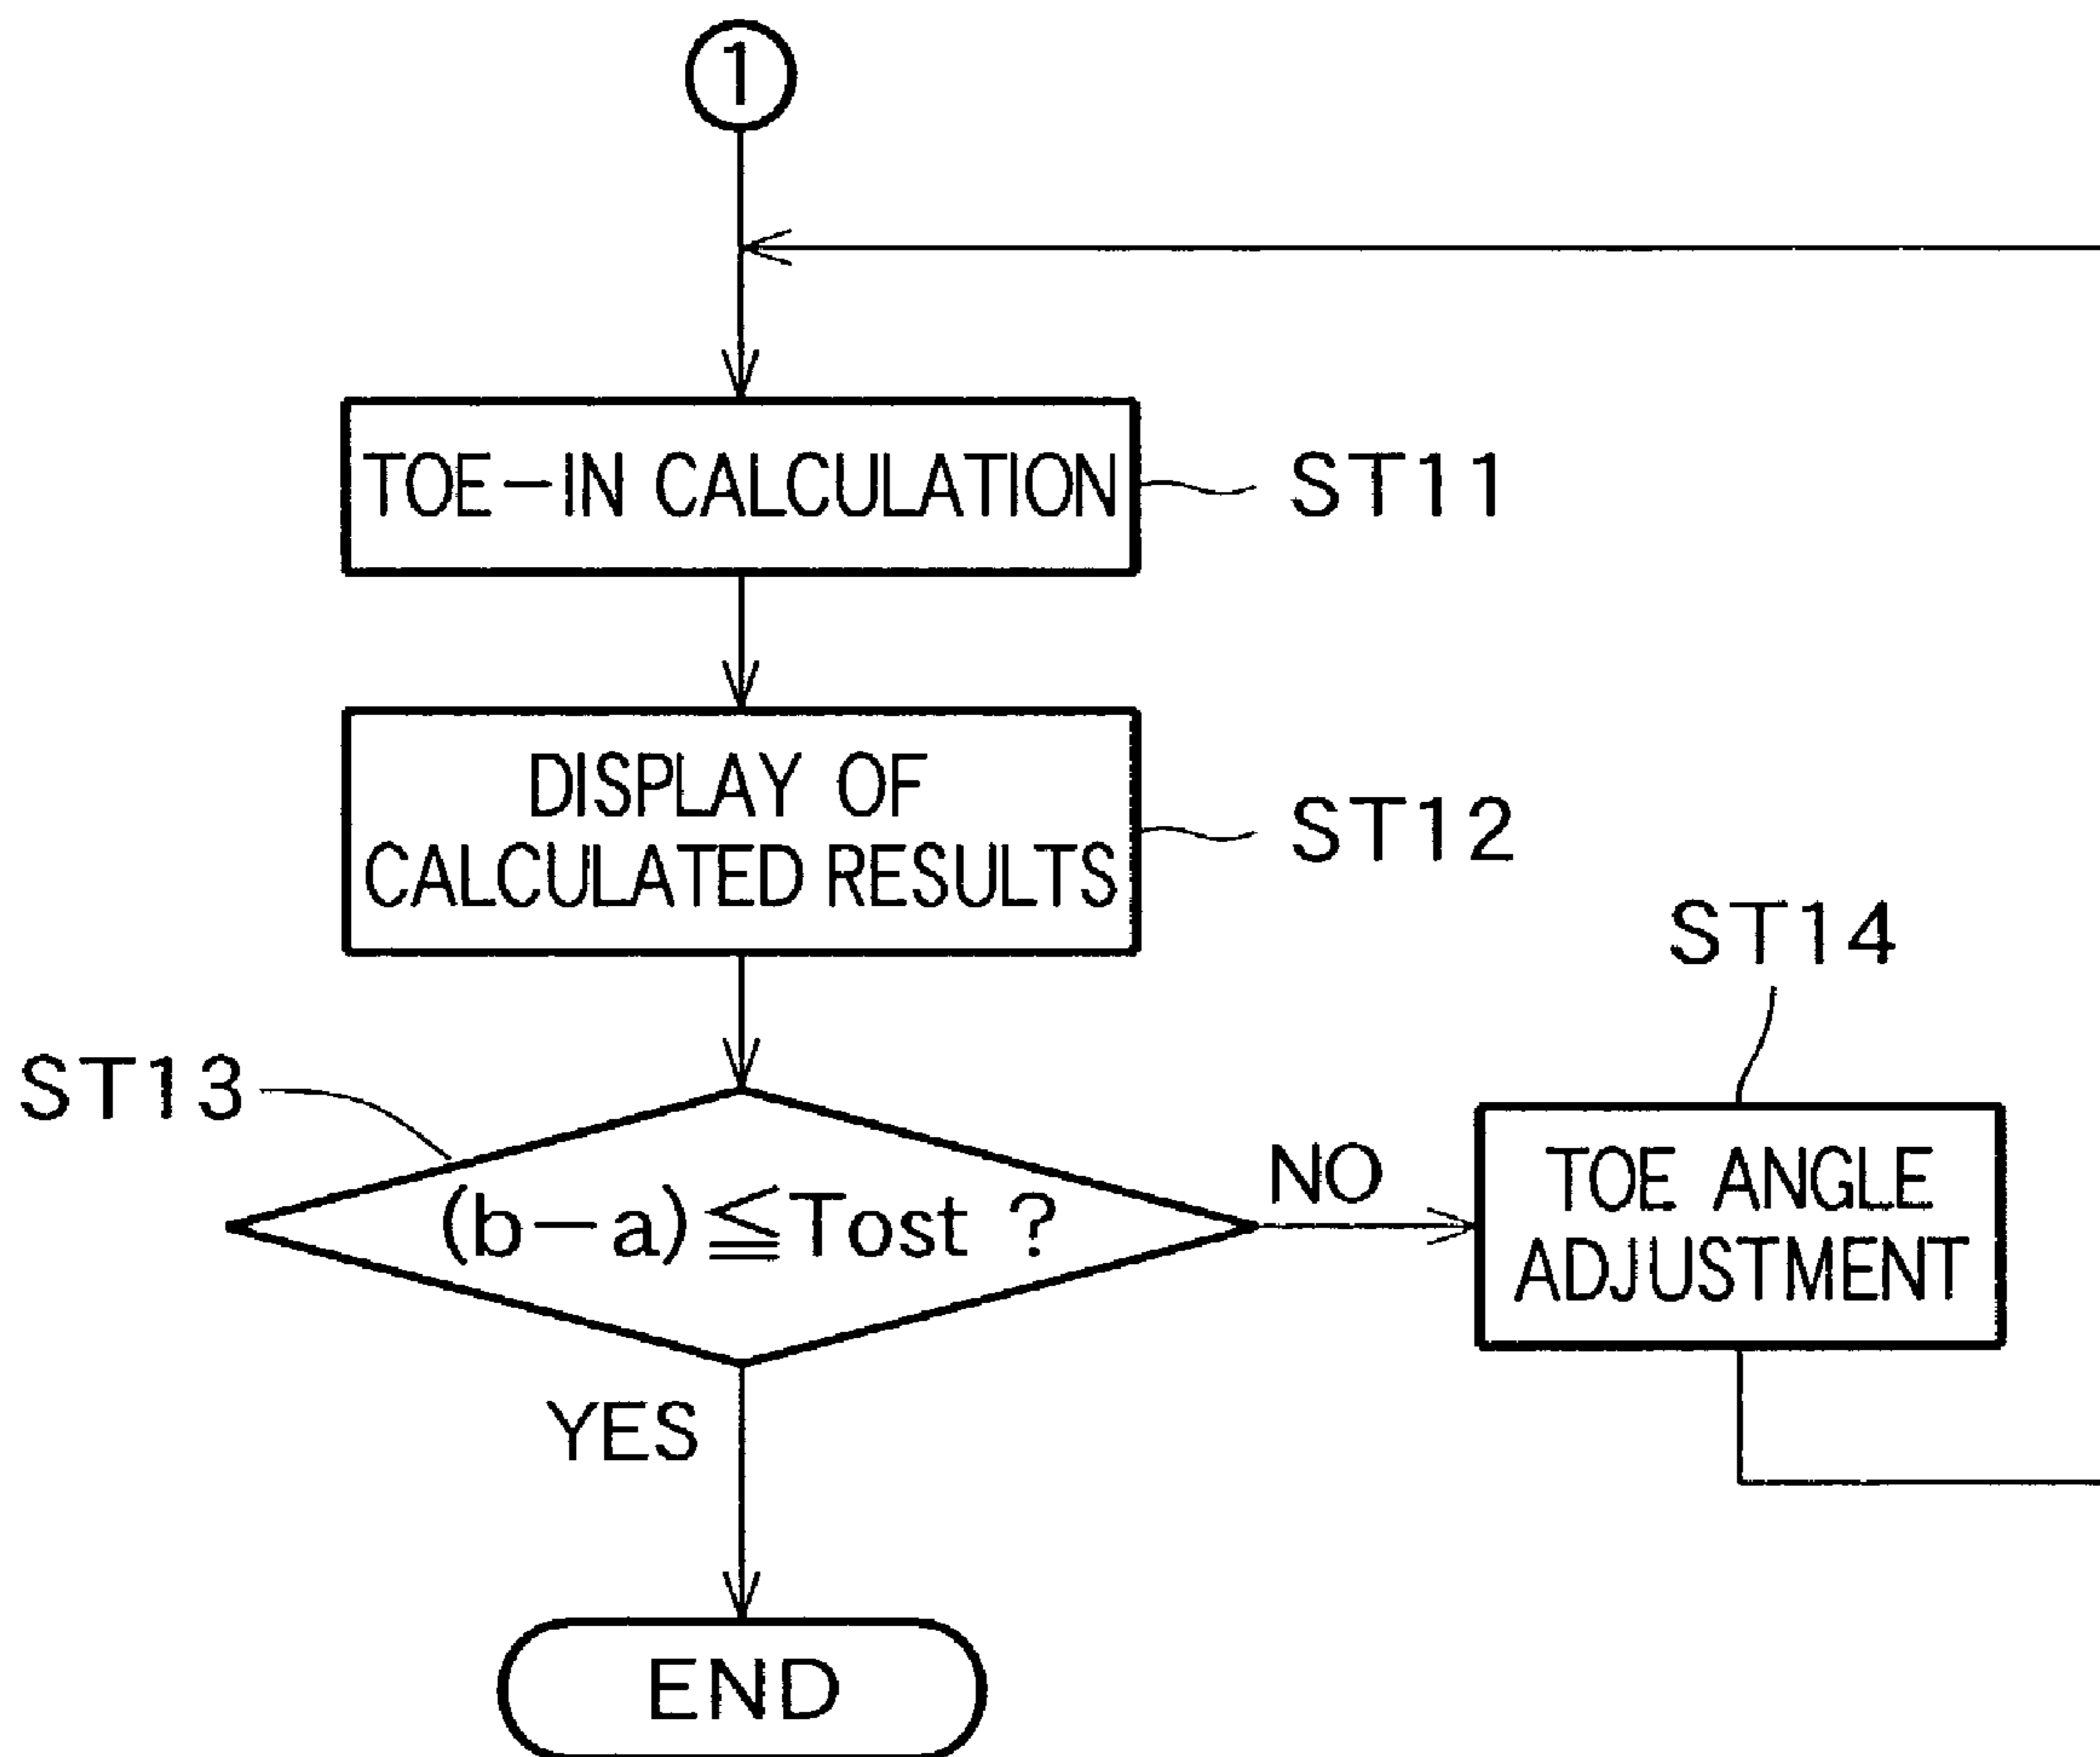 1
TOE-IN CALCULATION
ST11
DISPLAY OF
CALCULATED RESULTS
ST12
ST14
ST13
(b-a)≦Tost ?
NO
TOE ANGLE
ADJUSTMENT
YES
END